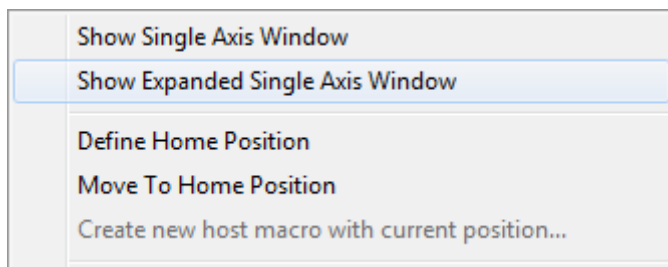 Show Single Axis Window
Show Expanded Single Axis Window
Define Home Position
Move To Home Position
Create new host macro with current position...